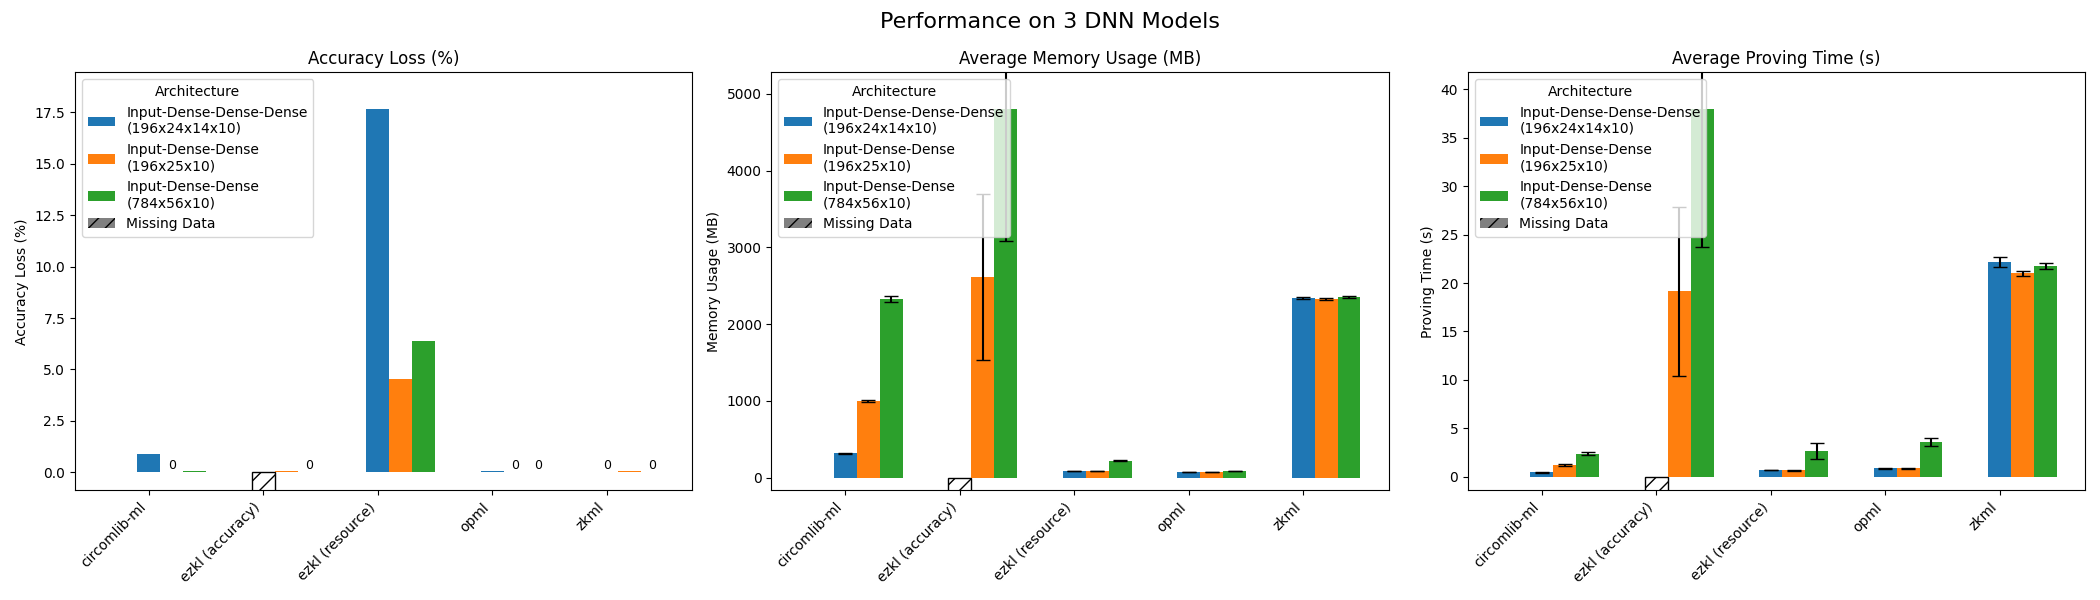 Performance on 3 DNN Models
Accuracy Loss (%)
Accuracy Loss (%)
17.5
15.0
12.5
10.0
7.5
5.0
2.5
0.0
Architecture
Input-Dense-Dense-Dense
(196x24x14x10)
Input-Dense-Dense
(196x25x10)
Input-Dense-Dense
(784x56x10)
Missing Data
0
0
0
0
0
0
circomlib-ml
ezkl (accuracy)
ezkl (resource)
opml
zkml
Average Memory Usage (MB)
Memory Usage (MB)
5000
4000
3000
2000
1000
0
Architecture
Input-Dense-Dense-Dense
(196x24x14x10)
Input-Dense-Dense
(196x25x10)
Input-Dense-Dense
(784x56x10)
Missing Data
circomlib-ml
ezkl (accuracy)
ezkl (resource)
opml
zkml
Average Proving Time (s)
Proving Time (s)
40
35
30
25
20
15
10
5
0
Architecture
Input-Dense-Dense-Dense
(196x24x14x10)
Input-Dense-Dense
(196x25x10)
Input-Dense-Dense
(784x56x10)
Missing Data
circomlib-ml
ezkl (accuracy)
ezkl (resource)
opml
zkml